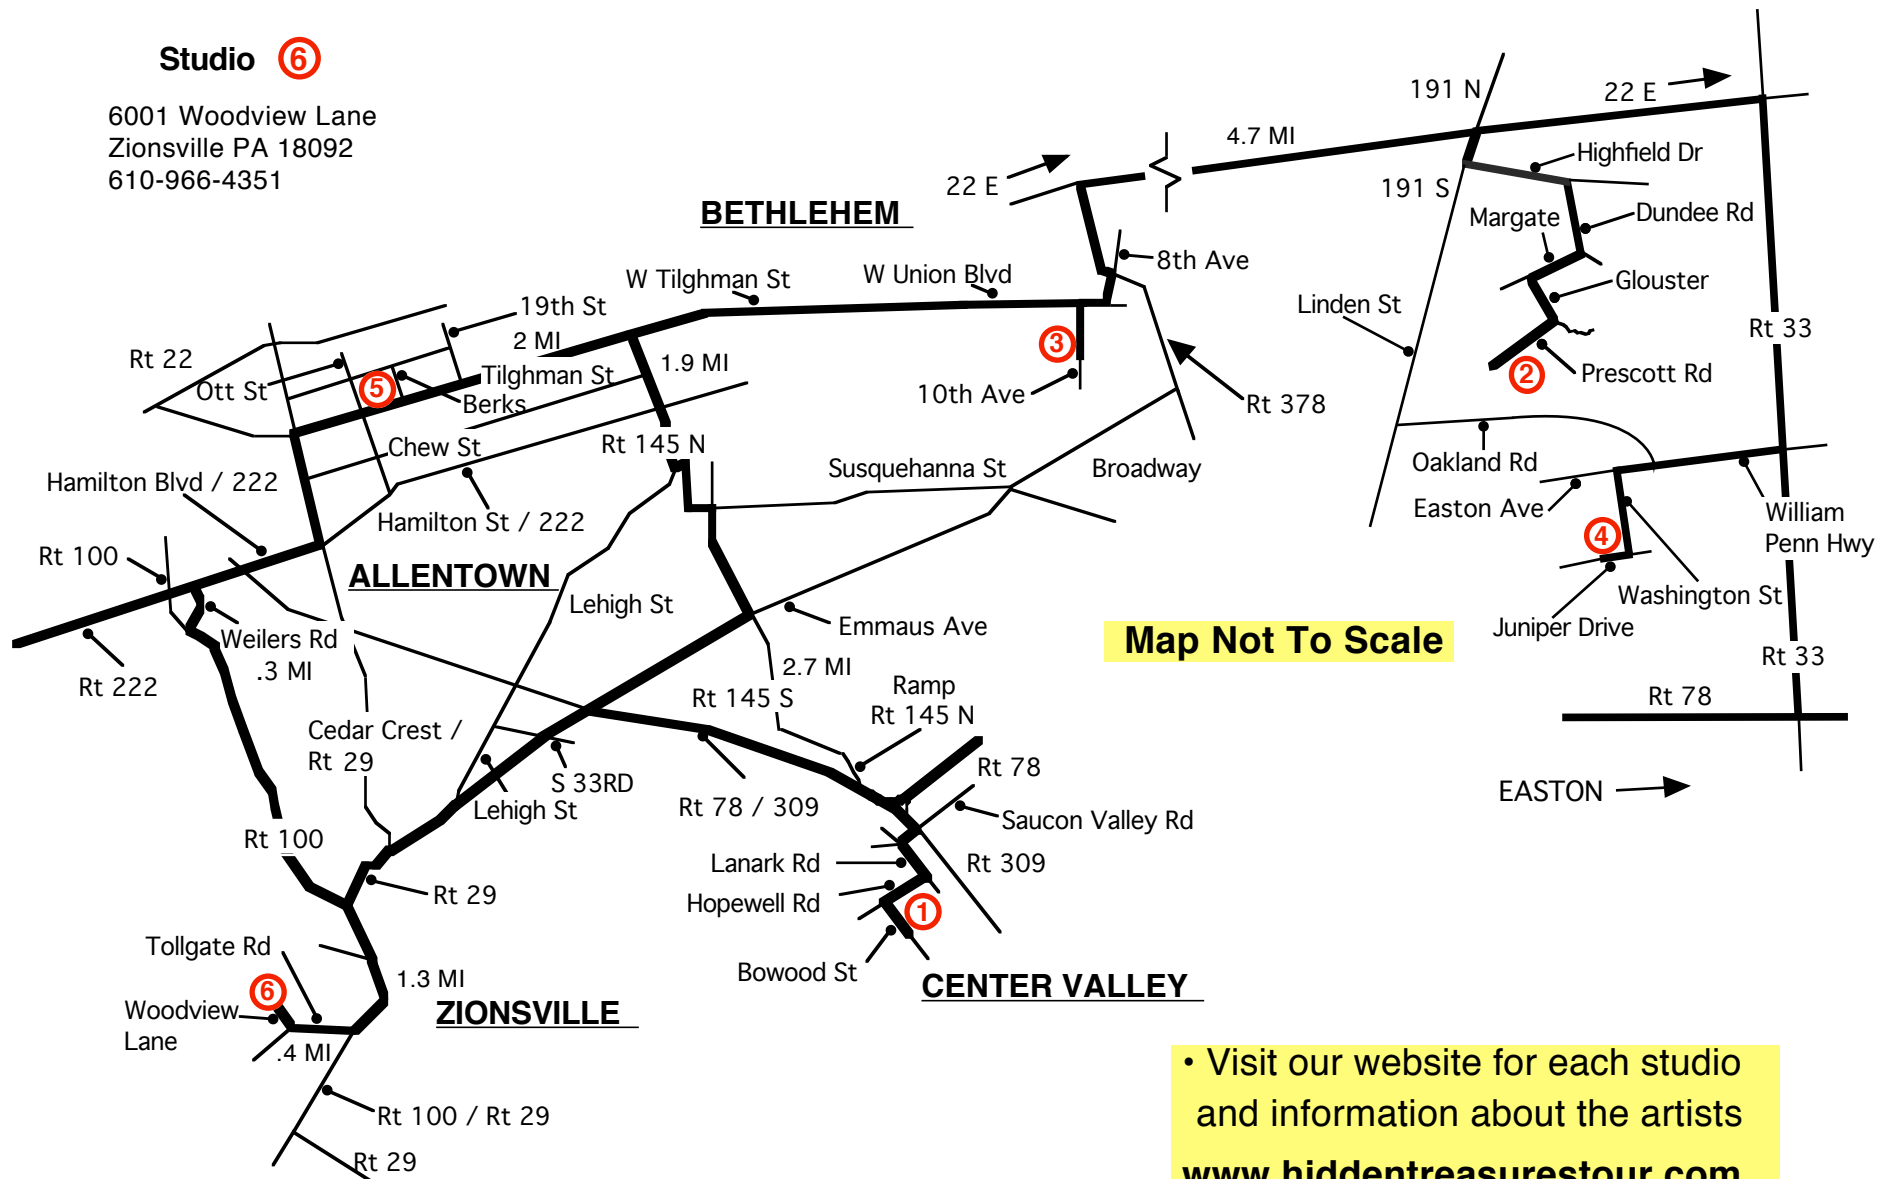 Studio 6
6001 Woodview Lane
Zionsville PA 18092
610-966-4351
191 N
22 E
4.7 MI
Highfield Dr
22 E
191 S
BETHLEHEM
Margate
Dundee Rd
8th Ave
W Tilghman St
W Union Blvd
Glouster
19th St
Linden St
Rt 33
2 MI
3
Rt 22
1.9 MI
Tilghman St
2
Prescott Rd
Ott St
5
Berks
10th Ave
Rt 378
Chew St
Rt 145 N
Susquehanna St
Broadway
Oakland Rd
Hamilton Blvd / 222
Easton Ave
William
Penn Hwy
Hamilton St / 222
4
Rt 100
ALLENTOWN
Lehigh St
Washington St
Emmaus Ave
Juniper Drive
Map Not To Scale
Weilers Rd
.3 MI
2.7 MI
Rt 33
Rt 222
Ramp
Rt 145 N
Rt 145 S
Rt 78
Cedar Crest /
Rt 29
Rt 78
S 33RD
EASTON
Lehigh St
Rt 78 / 309
Saucon Valley Rd
Rt 100
Lanark Rd
Rt 309
Rt 29
Hopewell Rd
1
Tollgate Rd
1.3 MI
Bowood St
CENTER VALLEY
6
Woodview
Lane
ZIONSVILLE
.4 MI
• Visit our website for each studio
and information about the artists
Rt 100 / Rt 29
Rt 29
www.hiddentreasurestour.com